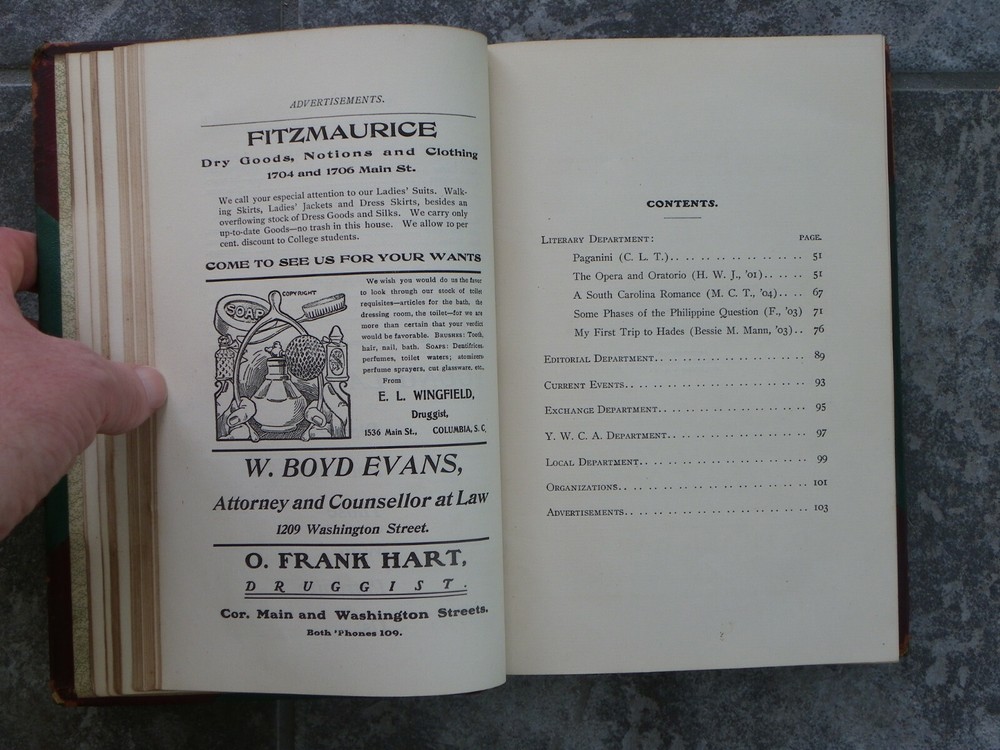 ADVERTISEMENTS.
FITZMAURICE
Dry Goods, Notions and Clothing
1704 and 1706 Main St.
We call your especial attention to our Ladies' Suits. Walk-
ing Skirts, Ladies' Jackets and Dress Skirts, besides an
overflowing stock of Dress Goods and Silks. We carry only
up-to-date Goods—no trash in this house. We allow 10 per
cent. discount to College students.
COME TO SEE US FOR YOUR WANTS
COPYRIGHT
SOAP
We wish you would do us the favor
to look through our stock of toilet
requisites—articles for the bath, the
dressing room, the toilet—for we are
more than certain that your verdict
would be favorable. BRUSHES: Tooth,
hair, nail, bath. SOAPS: Dentifrices,
perfumes, toilet waters; atomizers,
perfume sprayers, cut glassware, etc.
From
E. L. WINGFIELD,
Druggist,
1536 Main St., COLUMBIA, S. C.
W. BOYD EVANS,
Attorney and Counsellor at Law
1209 Washington Street.
O. FRANK HART,
DRUGGIST.
Cor. Main and Washington Streets.
Both 'Phones 109.
CONTENTS.
LITERARY DEPARTMENT: PAGE.
Paganini (C. L. T.).................. 51
The Opera and Oratorio (H. W. J., '01)...... 51
A South Carolina Romance (M. C. T., '04).... 67
Some Phases of the Philippine Question (F., '03) 71
My First Trip to Hades (Bessie M. Mann, '03).. 76
EDITORIAL DEPARTMENT.................. 89
CURRENT EVENTS...................... 93
EXCHANGE DEPARTMENT.................. 95
Y. W. C. A. DEPARTMENT................ 97
LOCAL DEPARTMENT.................... 99
ORGANIZATIONS...................... 101
ADVERTISEMENTS..................... 103